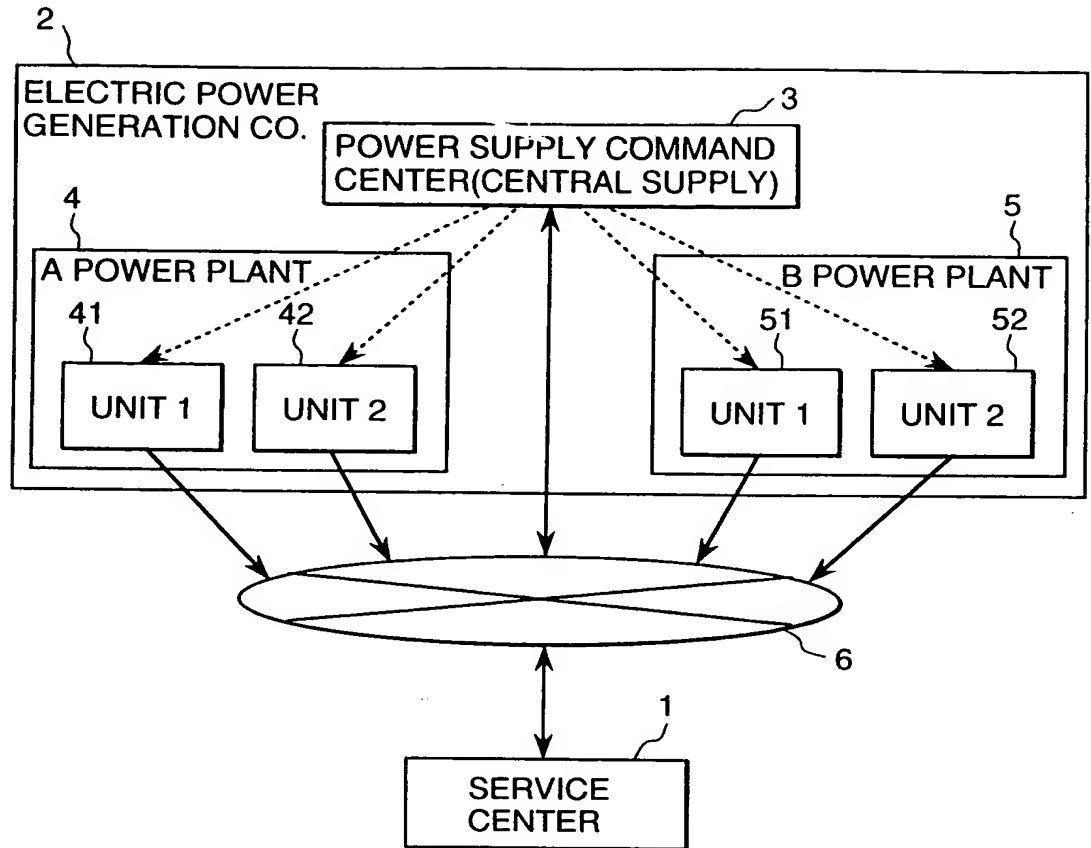 2
ELECTRIC POWER
GENERATION CO.
3
POWER SUPPLY COMMAND
CENTER(CENTRAL SUPPLY)
4
A POWER PLANT
41
42
UNIT 1
UNIT 2
5
B POWER PLANT
51
52
UNIT 1
UNIT 2
6
1
SERVICE
CENTER